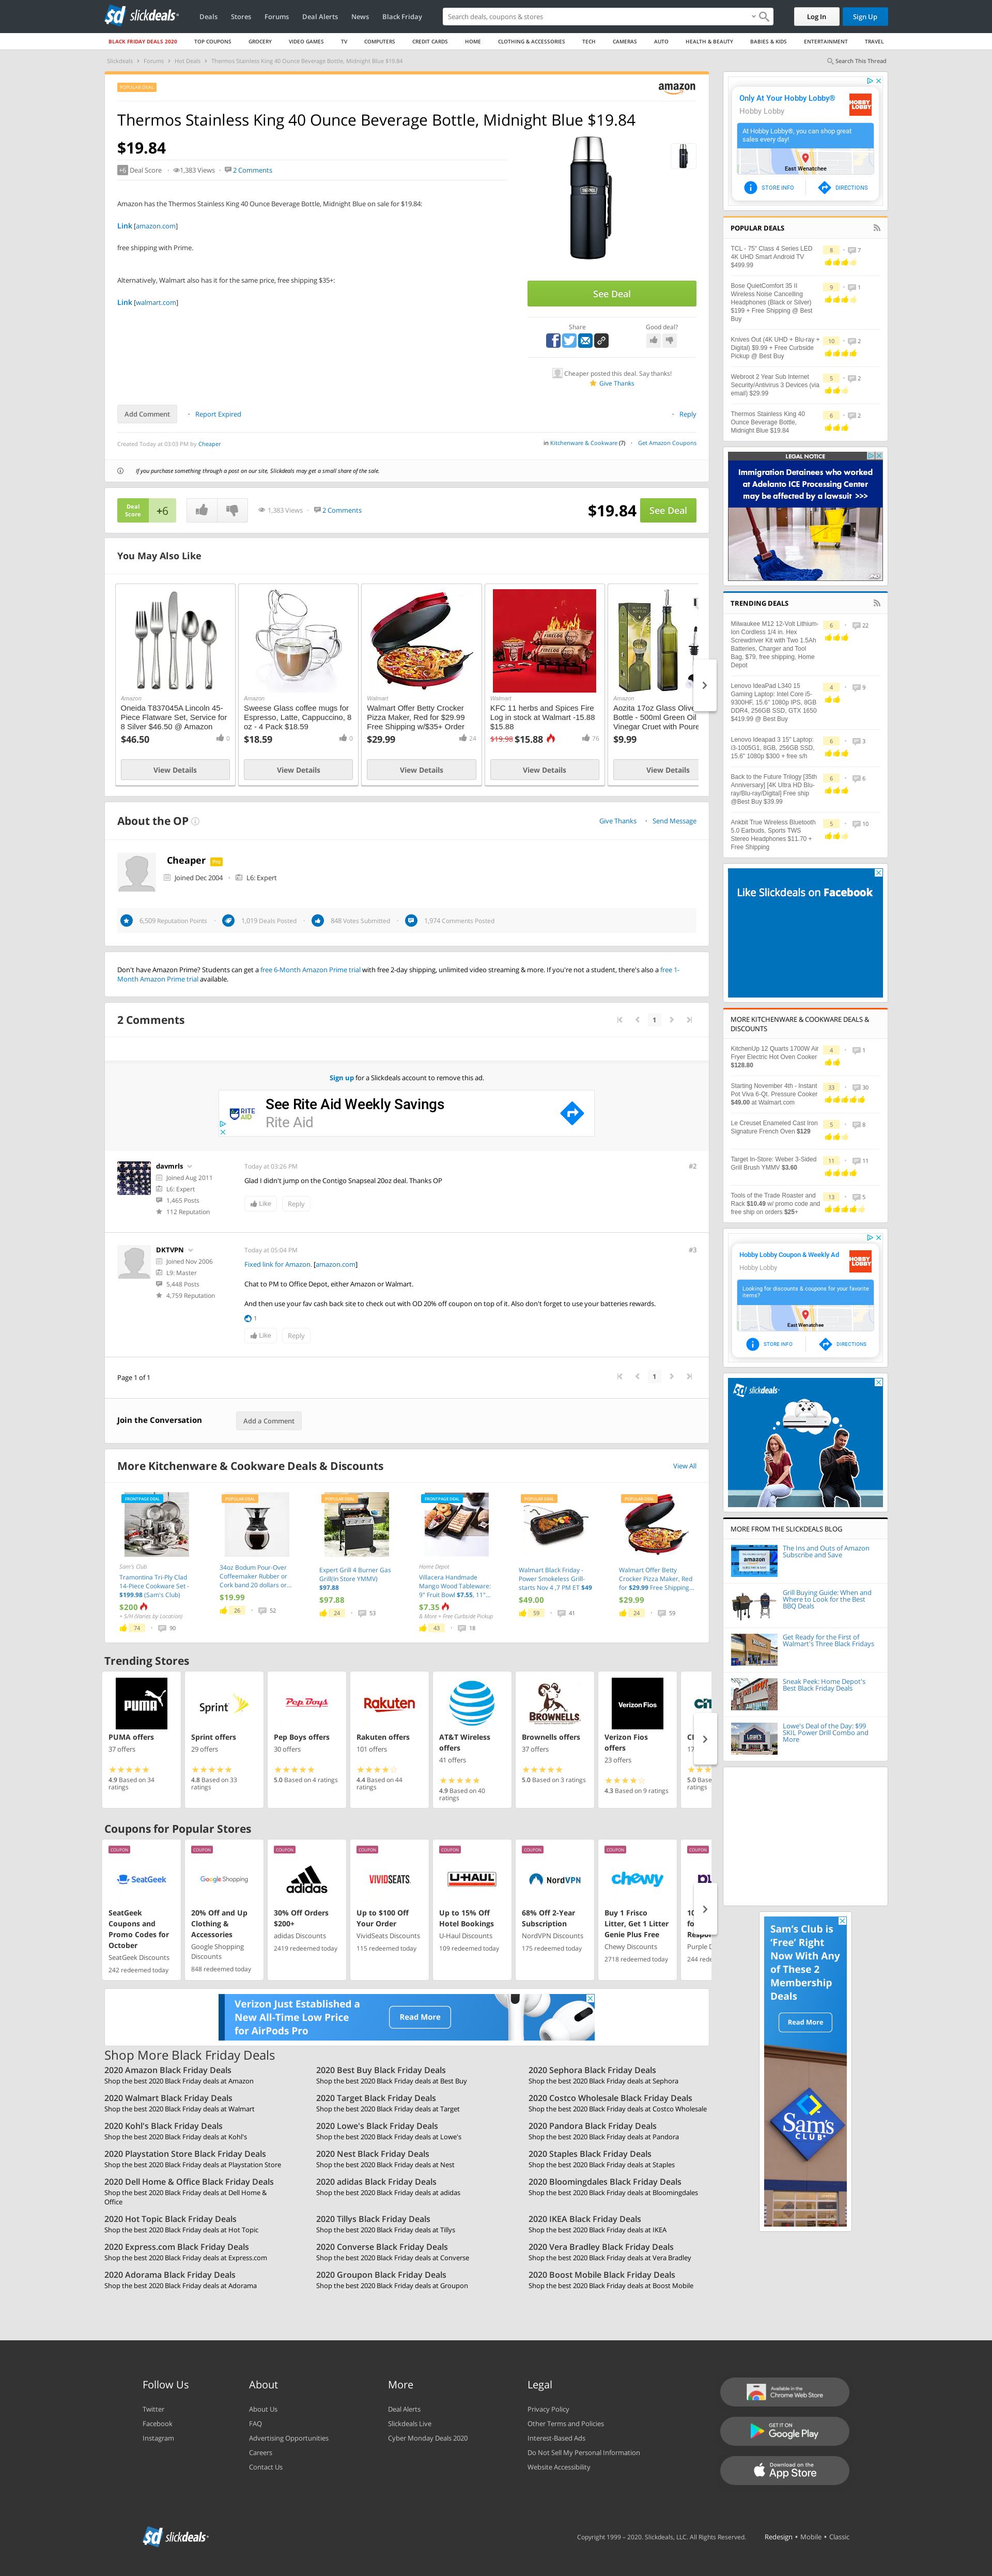 slickdeals
Deals Stores Forums Deal Alerts News Black Friday
Search deals, coupons & stores
Log In Sign Up
BLACK FRIDAY DEALS 2020 TOP COUPONS GROCERY VIDEO GAMES TV COMPUTERS CREDIT CARDS HOME CLOTHING & ACCESSORIES TECH CAMERAS AUTO HEALTH & BEAUTY BABIES & KIDS ENTERTAINMENT TRAVEL
Slickdeals Forums Hot Deals Thermos Stainless King 40 Ounce Beverage Bottle, Midnight Blue $19.84
Search This Thread
POPULAR DEAL
amazon
Thermos Stainless King 40 Ounce Beverage Bottle, Midnight Blue $19.84
$19.84
+6 Deal Score 1,383 Views 2 Comments
Amazon has the Thermos Stainless King 40 Ounce Beverage Bottle, Midnight Blue on sale for $19.84:
Link [amazon.com]
free shipping with Prime.
Alternatively, Walmart also has it for the same price, free shipping $35+:
Link [walmart.com]
THERMOS
See Deal
Share
Good deal?
Cheaper posted this deal. Say thanks!
Give Thanks
Add Comment Report Expired Reply
Created Today at 03:03 PM by Cheaper
in Kitchenware & Cookware (7) Get Amazon Coupons
If you purchase something through a post on our site, Slickdeals may get a small share of the sale.
Deal Score +6
1,383 Views 2 Comments
$19.84 See Deal
You May Also Like
Amazon
Oneida T837045A Lincoln 45-
Piece Flatware Set, Service for
8 Silver $46.50 @ Amazon
$46.50 0
View Details
Amazon
Sweese Glass coffee mugs for
Espresso, Latte, Cappuccino, 8
oz - 4 Pack $18.59
$18.59 0
View Details
Walmart
Walmart Offer Betty Crocker
Pizza Maker, Red for $29.99
Free Shipping w/$35+ Order
$29.99 24
View Details
Walmart
KFC 11 herbs and Spices Fire
Log in stock at Walmart -15.88
$15.88
$19.98 $15.88 76
View Details
Amazon
Aozita 17oz Glass Olive
Bottle - 500ml Green Oil
Vinegar Cruet with Poure
$9.99
View Details
About the OP
Give Thanks Send Message
Cheaper Pro
Joined Dec 2004 L6: Expert
6,509 Reputation Points 1,019 Deals Posted 848 Votes Submitted 1,974 Comments Posted
Don't have Amazon Prime? Students can get a free 6-Month Amazon Prime trial with free 2-day shipping, unlimited video streaming & more. If you're not a student, there's also a free 1-
Month Amazon Prime trial available.
2 Comments
1
Sign up for a Slickdeals account to remove this ad.
RITE AID
See Rite Aid Weekly Savings
Rite Aid
davmrls
Joined Aug 2011
L6: Expert
1,465 Posts
112 Reputation
Today at 03:26 PM
#2
Glad I didn't jump on the Contigo Snapseal 20oz deal. Thanks OP
Like Reply
DKTVPN
Joined Nov 2006
L9: Master
5,448 Posts
4,759 Reputation
Today at 05:04 PM
#3
Fixed link for Amazon. [amazon.com]
Chat to PM to Office Depot, either Amazon or Walmart.
And then use your fav cash back site to check out with OD 20% off coupon on top of it. Also don't forget to use your batteries rewards.
1
Like Reply
Page 1 of 1
1
Join the Conversation Add a Comment
More Kitchenware & Cookware Deals & Discounts
View All
FRONTPAGE DEAL
Sam's Club
Tramontina Tri-Ply Clad
14-Piece Cookware Set -
$199.98 (Sam's Club)
$200
+ S/H (Varies by Location)
74 90
POPULAR DEAL
34oz Bodum Pour-Over
Coffeemaker Rubber or
Cork band 20 dollars or...
$19.99
26 52
POPULAR DEAL
Expert Grill 4 Burner Gas
Grill(In Store YMMV)
$97.88
$97.88
24 53
FRONTPAGE DEAL
Home Depot
Villacera Handmade
Mango Wood Tableware:
9" Fruit Bowl $7.55, 11"...
$7.35
& More + Free Curbside Pickup
43 18
POPULAR DEAL
Walmart Black Friday -
Power Smokeless Grill-
starts Nov 4 ,7 PM ET $49
$49.00
59 41
POPULAR DEAL
Walmart Offer Betty
Crocker Pizza Maker, Red
for $29.99 Free Shipping...
$29.99
24 59
Trending Stores
PUMA
PUMA offers
37 offers
4.9 Based on 34
ratings
Sprint
Sprint offers
29 offers
4.8 Based on 33
ratings
Pep Boys
Pep Boys offers
30 offers
5.0 Based on 4 ratings
Rakuten
Rakuten offers
101 offers
4.4 Based on 44
ratings
AT&T Wireless
offers
41 offers
4.9 Based on 40
ratings
BROWNELLS
Brownells offers
37 offers
5.0 Based on 3 ratings
Verizon Fios
Verizon Fios
offers
23 offers
4.3 Based on 9 ratings
5.0 Base
ratings
Coupons for Popular Stores
COUPON
SeatGeek
SeatGeek
Coupons and
Promo Codes for
October
SeatGeek Discounts
242 redeemed today
COUPON
Google Shopping
20% Off and Up
Clothing &
Accessories
Google Shopping
Discounts
848 redeemed today
COUPON
adidas
30% Off Orders
$200+
adidas Discounts
2419 redeemed today
COUPON
VIVIDSEATS
Up to $100 Off
Your Order
VividSeats Discounts
115 redeemed today
COUPON
U-HAUL
Up to 15% Off
Hotel Bookings
U-Haul Discounts
109 redeemed today
COUPON
NordVPN
68% Off 2-Year
Subscription
NordVPN Discounts
175 redeemed today
COUPON
chewy
Buy 1 Frisco
Litter, Get 1 Litter
Genie Plus Free
Chewy Discounts
2718 redeemed today
COUPON
Purple D
244 rede
Verizon Just Established a
New All-Time Low Price
for AirPods Pro
Read More
Shop More Black Friday Deals
2020 Amazon Black Friday Deals
Shop the best 2020 Black Friday deals at Amazon
2020 Best Buy Black Friday Deals
Shop the best 2020 Black Friday deals at Best Buy
2020 Sephora Black Friday Deals
Shop the best 2020 Black Friday deals at Sephora
2020 Walmart Black Friday Deals
Shop the best 2020 Black Friday deals at Walmart
2020 Target Black Friday Deals
Shop the best 2020 Black Friday deals at Target
2020 Costco Wholesale Black Friday Deals
Shop the best 2020 Black Friday deals at Costco Wholesale
2020 Kohl's Black Friday Deals
Shop the best 2020 Black Friday deals at Kohl's
2020 Lowe's Black Friday Deals
Shop the best 2020 Black Friday deals at Lowe's
2020 Pandora Black Friday Deals
Shop the best 2020 Black Friday deals at Pandora
2020 Playstation Store Black Friday Deals
Shop the best 2020 Black Friday deals at Playstation Store
2020 Nest Black Friday Deals
Shop the best 2020 Black Friday deals at Nest
2020 Staples Black Friday Deals
Shop the best 2020 Black Friday deals at Staples
2020 Dell Home & Office Black Friday Deals
Shop the best 2020 Black Friday deals at Dell Home &
Office
2020 adidas Black Friday Deals
Shop the best 2020 Black Friday deals at adidas
2020 Bloomingdales Black Friday Deals
Shop the best 2020 Black Friday deals at Bloomingdales
2020 Hot Topic Black Friday Deals
Shop the best 2020 Black Friday deals at Hot Topic
2020 Tillys Black Friday Deals
Shop the best 2020 Black Friday deals at Tillys
2020 IKEA Black Friday Deals
Shop the best 2020 Black Friday deals at IKEA
2020 Express.com Black Friday Deals
Shop the best 2020 Black Friday deals at Express.com
2020 Converse Black Friday Deals
Shop the best 2020 Black Friday deals at Converse
2020 Vera Bradley Black Friday Deals
Shop the best 2020 Black Friday deals at Vera Bradley
2020 Adorama Black Friday Deals
Shop the best 2020 Black Friday deals at Adorama
2020 Groupon Black Friday Deals
Shop the best 2020 Black Friday deals at Groupon
2020 Boost Mobile Black Friday Deals
Shop the best 2020 Black Friday deals at Boost Mobile
Only At Your Hobby Lobby®
Hobby Lobby
HOBBY LOBBY
At Hobby Lobby®, you can shop great
sales every day!
East Wenatchee
STORE INFO DIRECTIONS
POPULAR DEALS
TCL - 75" Class 4 Series LED
4K UHD Smart Android TV
$499.99
8 7
Bose QuietComfort 35 II
Wireless Noise Cancelling
Headphones (Black or Silver)
$199 + Free Shipping @ Best
Buy
9 1
Knives Out (4K UHD + Blu-ray +
Digital) $9.99 + Free Curbside
Pickup @ Best Buy
10 2
Webroot 2 Year Sub Internet
Security/Antivirus 3 Devices (via
email) $29.99
5 2
Thermos Stainless King 40
Ounce Beverage Bottle,
Midnight Blue $19.84
6 2
LEGAL NOTICE
Immigration Detainees who worked
at Adelanto ICE Processing Center
may be affected by a lawsuit >>>
TRENDING DEALS
Milwaukee M12 12-Volt Lithium-
Ion Cordless 1/4 in. Hex
Screwdriver Kit with Two 1.5Ah
Batteries, Charger and Tool
Bag, $79, free shipping, Home
Depot
6 22
Lenovo IdeaPad L340 15
Gaming Laptop: Intel Core i5-
9300HF, 15.6" 1080p IPS, 8GB
DDR4, 256GB SSD, GTX 1650
$419.99 @ Best Buy
4 9
Lenovo Ideapad 3 15" Laptop:
i3-1005G1, 8GB, 256GB SSD,
15.6" 1080p $300 + free s/h
6 3
Back to the Future Trilogy [35th
Anniversary] [4K Ultra HD Blu-
ray/Blu-ray/Digital] Free ship
@Best Buy $39.99
6 6
Ankbit True Wireless Bluetooth
5.0 Earbuds, Sports TWS
Stereo Headphones $11.70 +
Free Shipping
5 10
Like Slickdeals on Facebook
MORE KITCHENWARE & COOKWARE DEALS &
DISCOUNTS
KitchenUp 12 Quarts 1700W Air
Fryer Electric Hot Oven Cooker
$128.80
4 1
Starting November 4th - Instant
Pot Viva 6-Qt. Pressure Cooker
$49.00 at Walmart.com
33 30
Le Creuset Enameled Cast Iron
Signature French Oven $129
5 8
Target In-Store: Weber 3-Sided
Grill Brush YMMV $3.60
11 11
Tools of the Trade Roaster and
Rack $10.49 w/ promo code and
free ship on orders $25+
13 5
Hobby Lobby Coupon & Weekly Ad
Hobby Lobby
HOBBY LOBBY
Looking for discounts & coupons for your favorite
items?
East Wenatchee
STORE INFO DIRECTIONS
slickdeals
MORE FROM THE SLICKDEALS BLOG
amazon
The Ins and Outs of Amazon
Subscribe and Save
Grill Buying Guide: When and
Where to Look for the Best
BBQ Deals
Get Ready for the First of
Walmart's Three Black Fridays
Sneak Peek: Home Depot's
Best Black Friday Deals
LOWE'S
Lowe's Deal of the Day: $99
SKIL Power Drill Combo and
More
Sam's Club is
'Free' Right
Now With Any
of These 2
Membership
Deals
Read More
Sam's CLUB
Follow Us
Twitter
Facebook
Instagram
About
About Us
FAQ
Advertising Opportunities
Careers
Contact Us
More
Deal Alerts
Slickdeals Live
Cyber Monday Deals 2020
Legal
Privacy Policy
Other Terms and Policies
Interest-Based Ads
Do Not Sell My Personal Information
Website Accessibility
Available in the Chrome Web Store
GET IT ON Google Play
Download on the App Store
slickdeals
Copyright 1999 – 2020. Slickdeals, LLC. All Rights Reserved. Redesign • Mobile • Classic